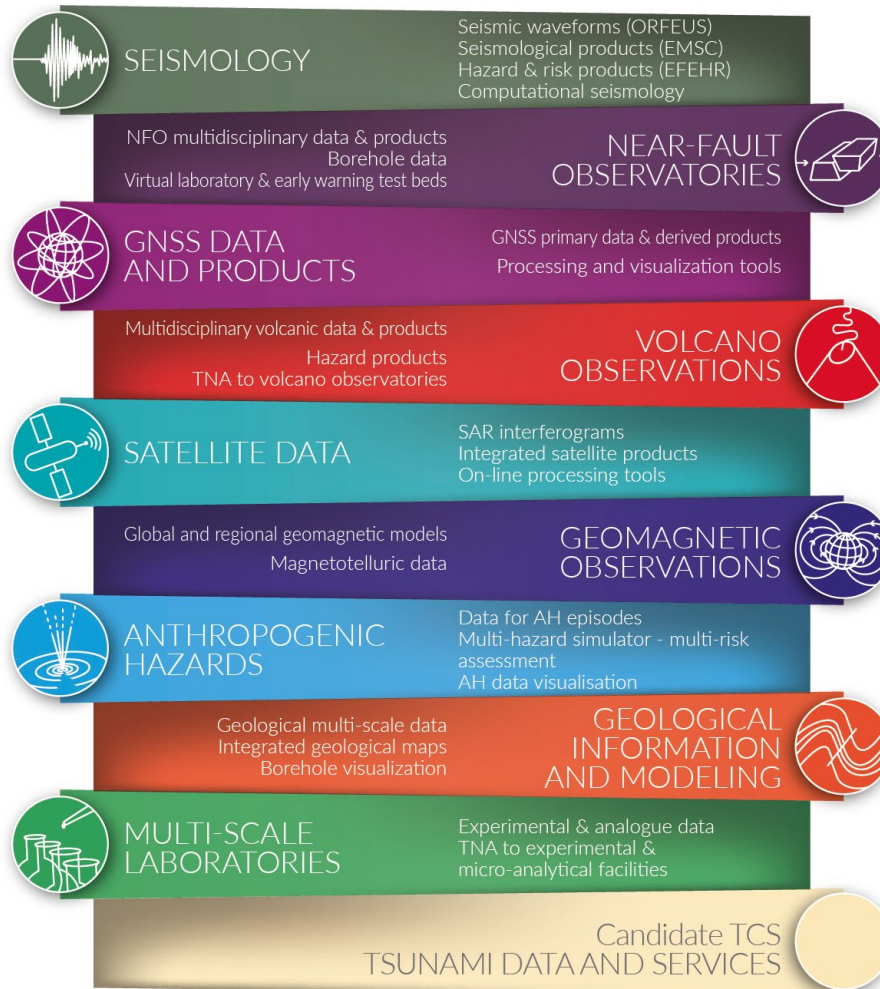 SEISMOLOGY
Seismic waveforms (ORFEUS)
Seismological products (EMSC)
Hazard & risk products (EFEHR)
Computational seismology
NFO multidisciplinary data & products
Borehole data
Virtual laboratory & early warning test beds
NEAR-FAULT
OBSERVATORIES
GNSS DATA
AND PRODUCTS
GNSS primary data & derived products
Processing and visualization tools
Multidisciplinary volcanic data & products
Hazard products
TNA to volcano observatories
VOLCANO
OBSERVATIONS
SATELLITE DATA
SAR interferograms
Integrated satellite products
On-line processing tools
Global and regional geomagnetic models
Magnetotelluric data
GEOMAGNETIC
OBSERVATIONS
ANTHROPOGENIC
HAZARDS
Data for AH episodes
Multi-hazard simulator - multi-risk
assessment
AH data visualisation
Geological multi-scale data
Integrated geological maps
Borehole visualization
GEOLOGICAL
INFORMATION
AND MODELING
MULTI-SCALE
LABORATORIES
Experimental & analogue data
TNA to experimental &
micro-analytical facilities
Candidate TCS
TSUNAMI DATA AND SERVICES